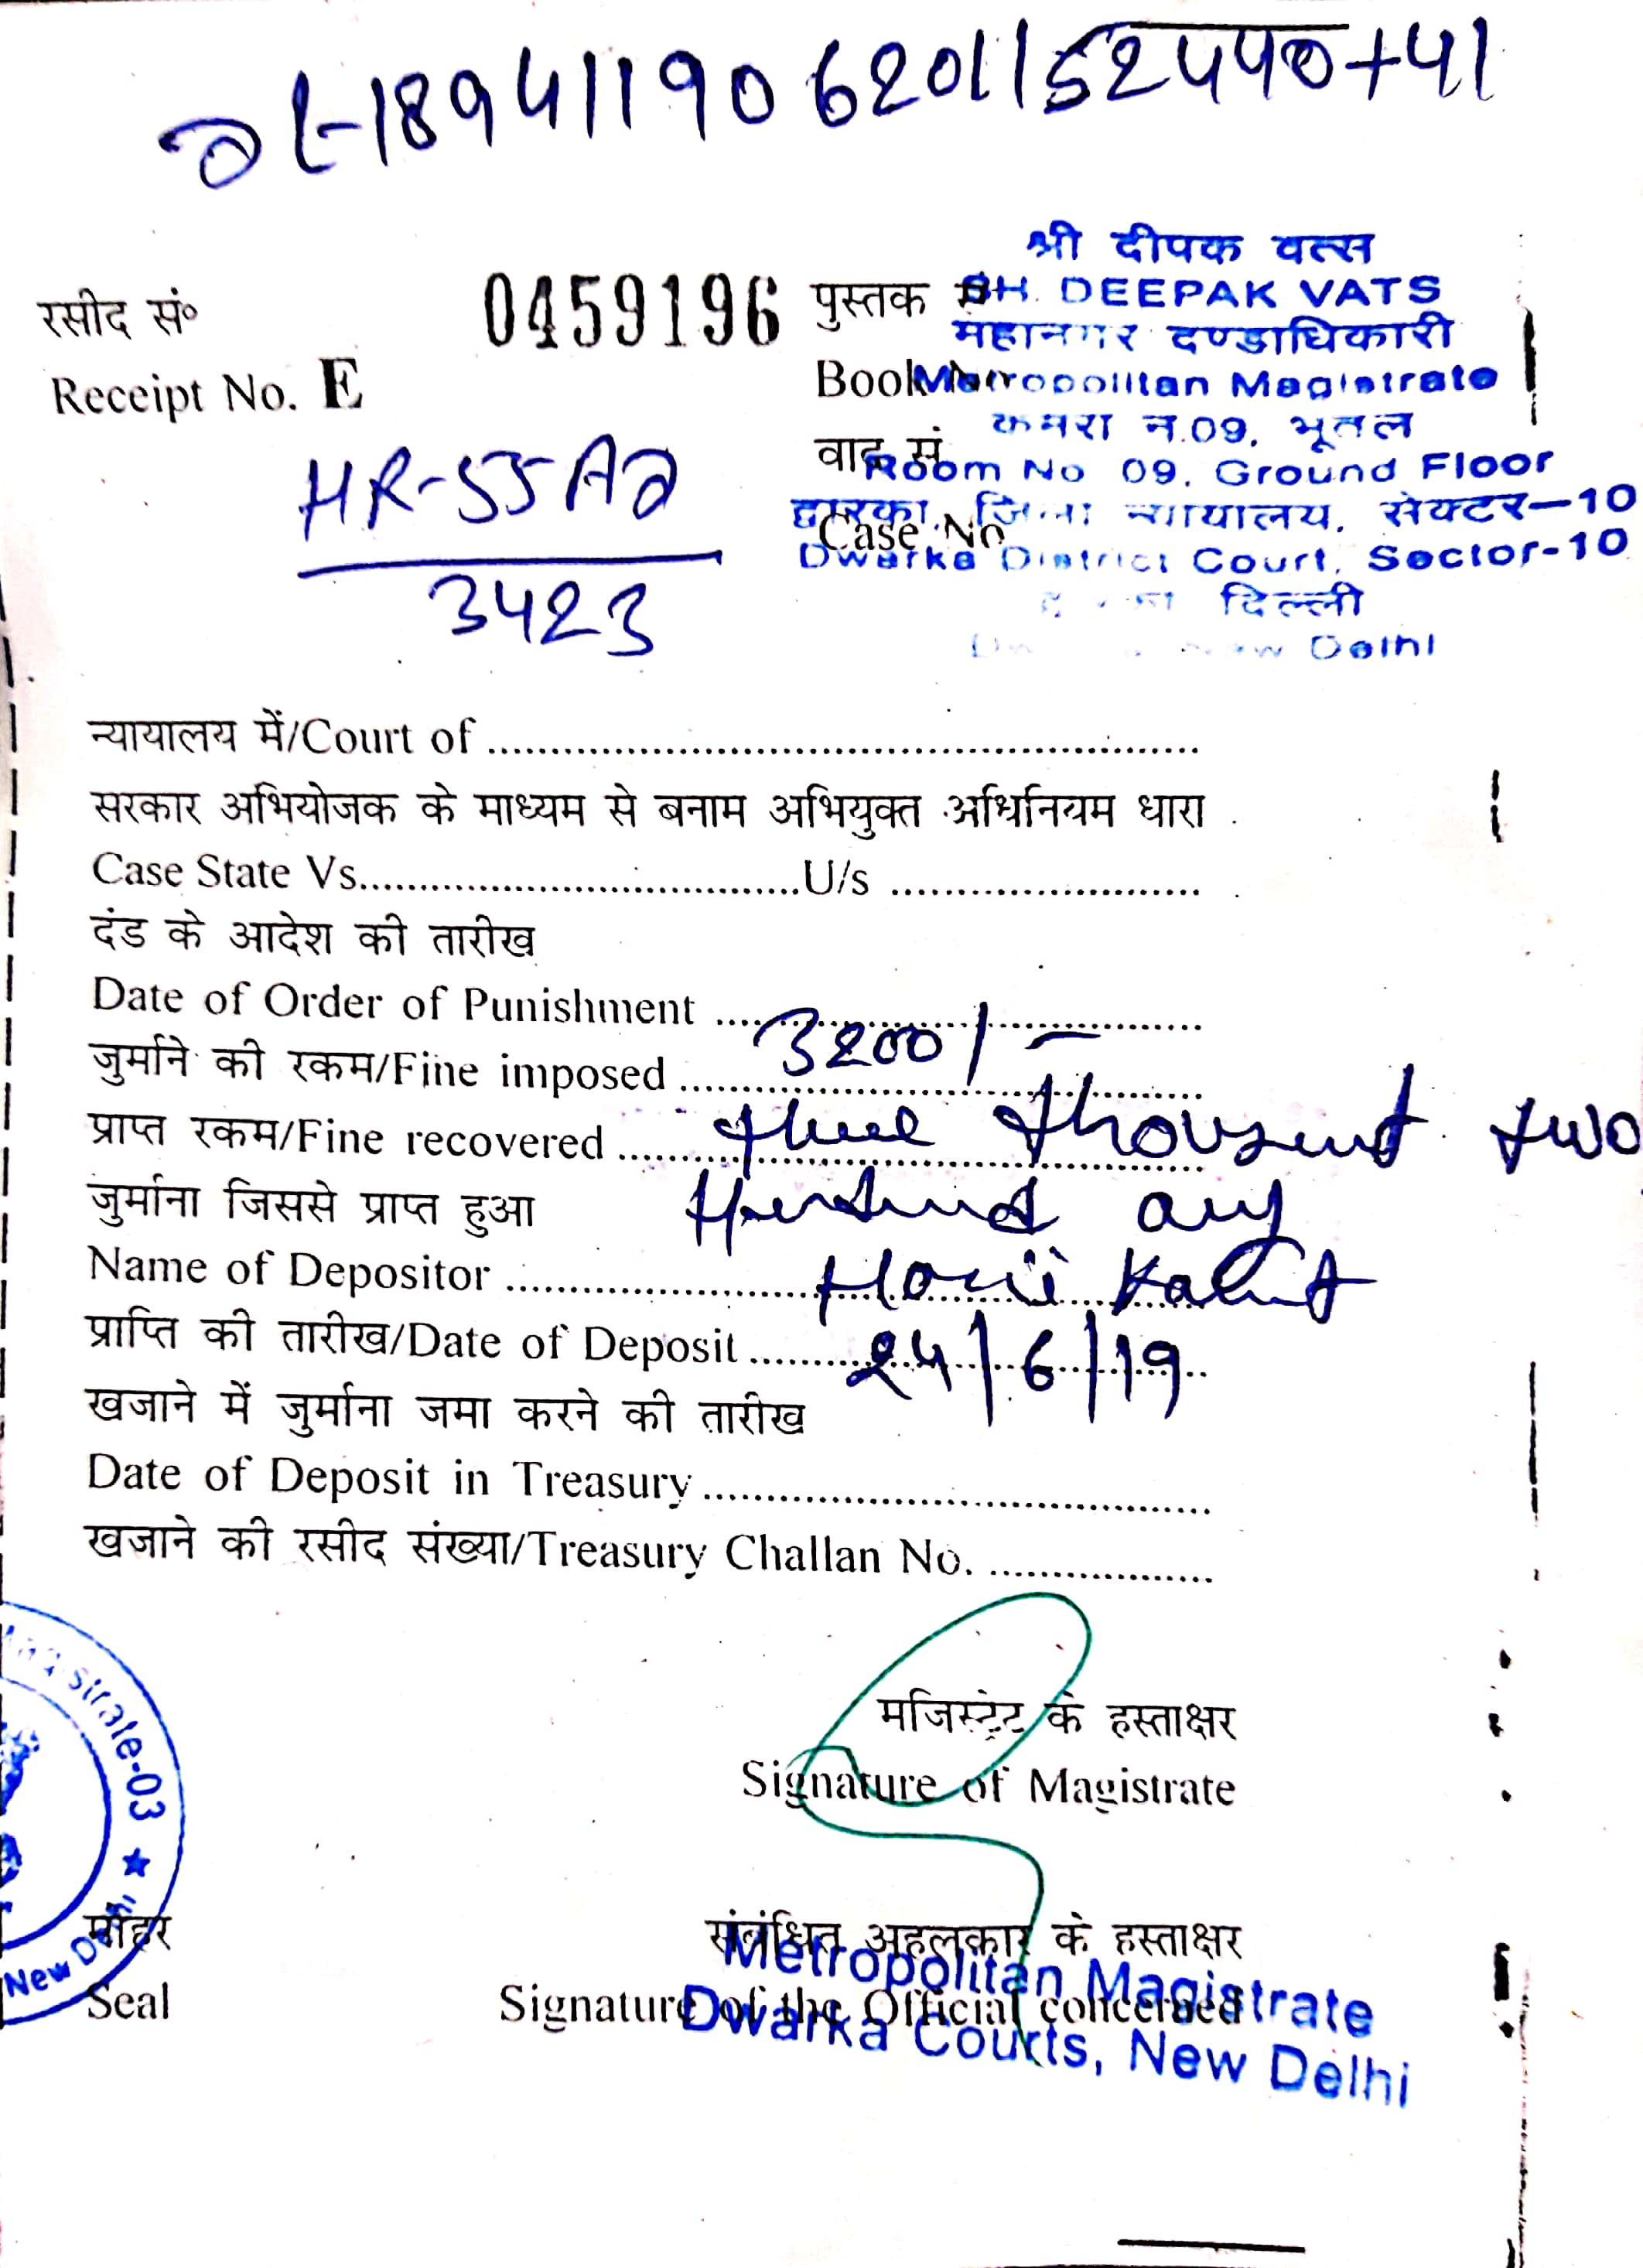 DL-18941190620115 2440+41
श्री दीपक वत्स
SH. DEEPAK VATS
रसीद सं० 0459196 पुस्तक सं
महानगर दण्डाधिकारी
Receipt No. E Book
Metropolitan Magistrate
कमरा न.09, भूतल
HR-55AD वाद सं
Room No 09, Ground Floor
द्वारका जिला न्यायालय, सेक्टर-10
Case No
Dwarka District Court, Sector-10
3423
दिल्ली
New Delhi
न्यायालय में/Court of
सरकार अभियोजक के माध्यम से बनाम अभियुक्त अधिनियम धारा
Case State Vs. U/s
दंड के आदेश की तारीख
Date of Order of Punishment
जुर्माने की रकम/Fine imposed 3200/-
प्राप्त रकम/Fine recovered three thousand two
जुर्माना जिससे प्राप्त हुआ Hundred only
Name of Depositor
प्राप्ति की तारीख/Date of Deposit 24/6/19
खजाने में जुर्माना जमा करने की तारीख
Date of Deposit in Treasury
खजाने की रसीद संख्या/Treasury Challan No.
मजिस्ट्रेट के हस्ताक्षर
Signature of Magistrate
strate-03 ★ New D
मोहर संबंधित अहलकार के हस्ताक्षर
Metropolitan Magistrate
Seal Signature of the Official concerned
Dwarka Courts, New Delhi